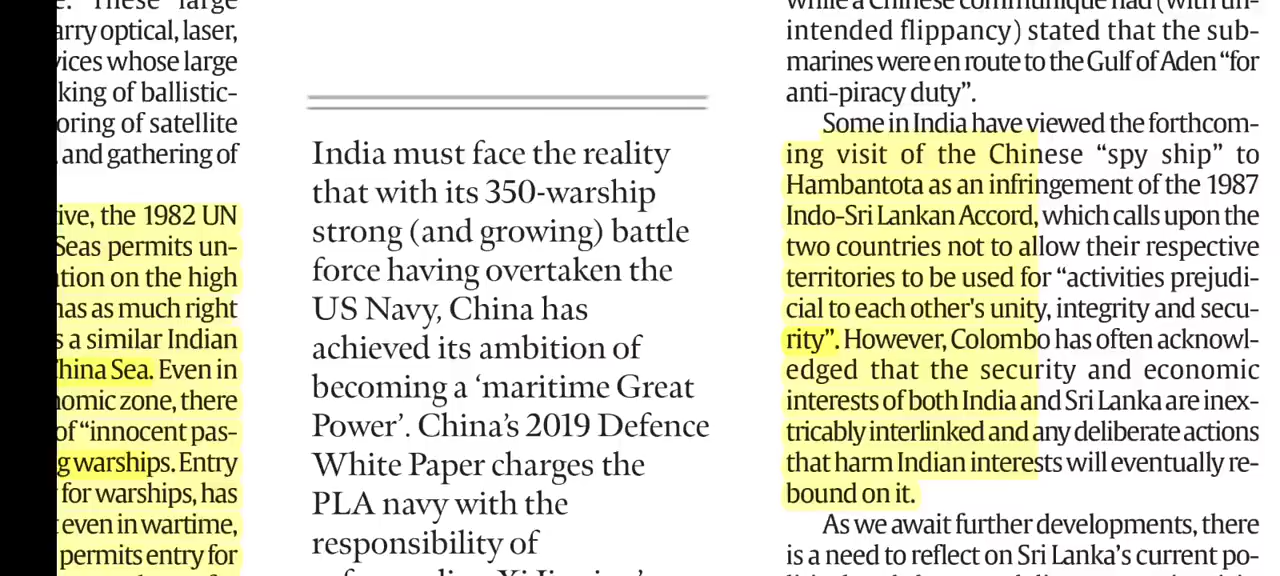 arry optical, laser,
vices whose large
king of ballistic-
oring of satellite
, and gathering of
ive, the 1982 UN
Seas permits un-
tion on the high
has as much right
s a similar Indian
China Sea. Even in
nomic zone, there
of “innocent pas-
g warships. Entry
for warships, has
even in wartime,
permits entry for
India must face the reality
that with its 350-warship
strong (and growing) battle
force having overtaken the
US Navy, China has
achieved its ambition of
becoming a ‘maritime Great
Power’. China’s 2019 Defence
White Paper charges the
PLA navy with the
responsibility of
intended flippancy) stated that the sub-
marines were en route to the Gulf of Aden “for
anti-piracy duty”.
Some in India have viewed the forthcom-
ing visit of the Chinese “spy ship” to
Hambantota as an infringement of the 1987
Indo-Sri Lankan Accord, which calls upon the
two countries not to allow their respective
territories to be used for “activities prejudi-
cial to each other's unity, integrity and secu-
rity”. However, Colombo has often acknowl-
edged that the security and economic
interests of both India and Sri Lanka are inex-
tricably interlinked and any deliberate actions
that harm Indian interests will eventually re-
bound on it.
As we await further developments, there
is a need to reflect on Sri Lanka’s current po-